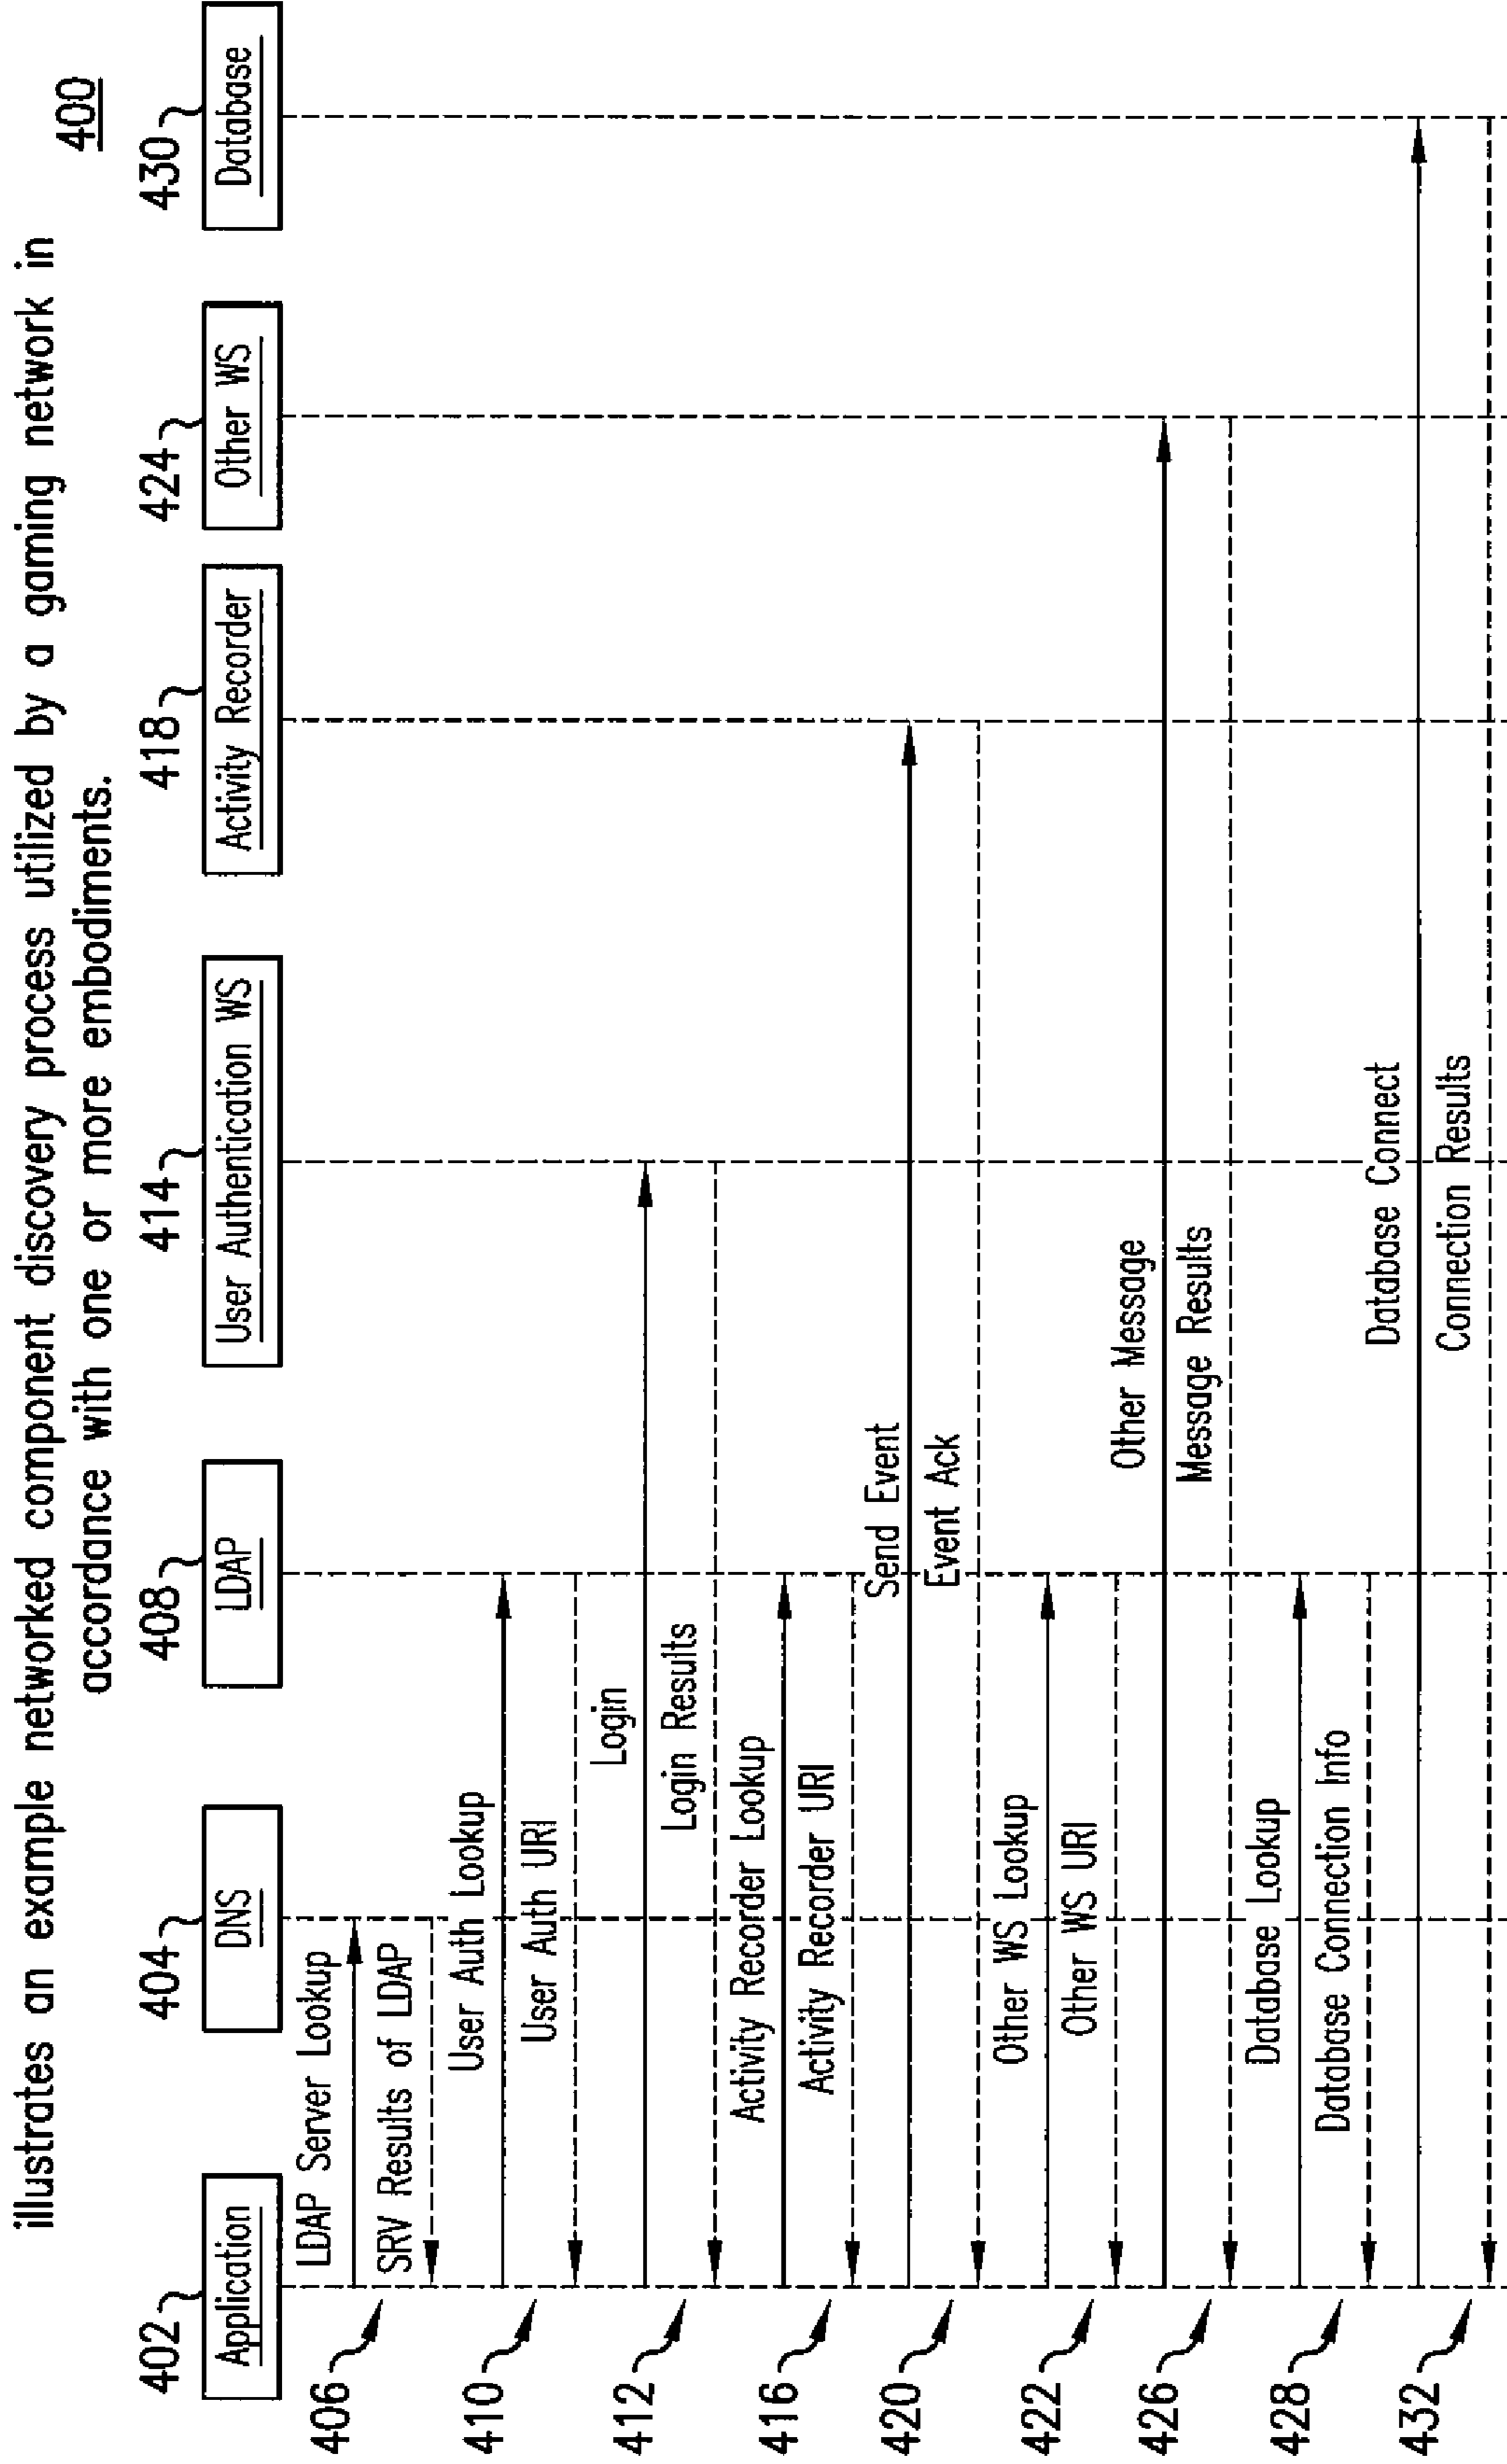 illustrates an example networked component discovery process utilized by a gaming network in
accordance with one or more embodiments.
400
402
404
408
414
418
424
430
Application
DNS
LDAP
User Authentication WS
Activity Recorder
Other WS
Database
406
LDAP Server Lookup
SRV Results of LDAP
410
User Auth Lookup
User Auth URI
412
Login
Login Results
416
Activity Recorder Lookup
Activity Recorder URI
420
Send Event
Event Ack
422
Other WS Lookup
Other WS URI
426
Other Message
Message Results
428
Database Lookup
Database Connection Info
432
Database Connect
Connection Results